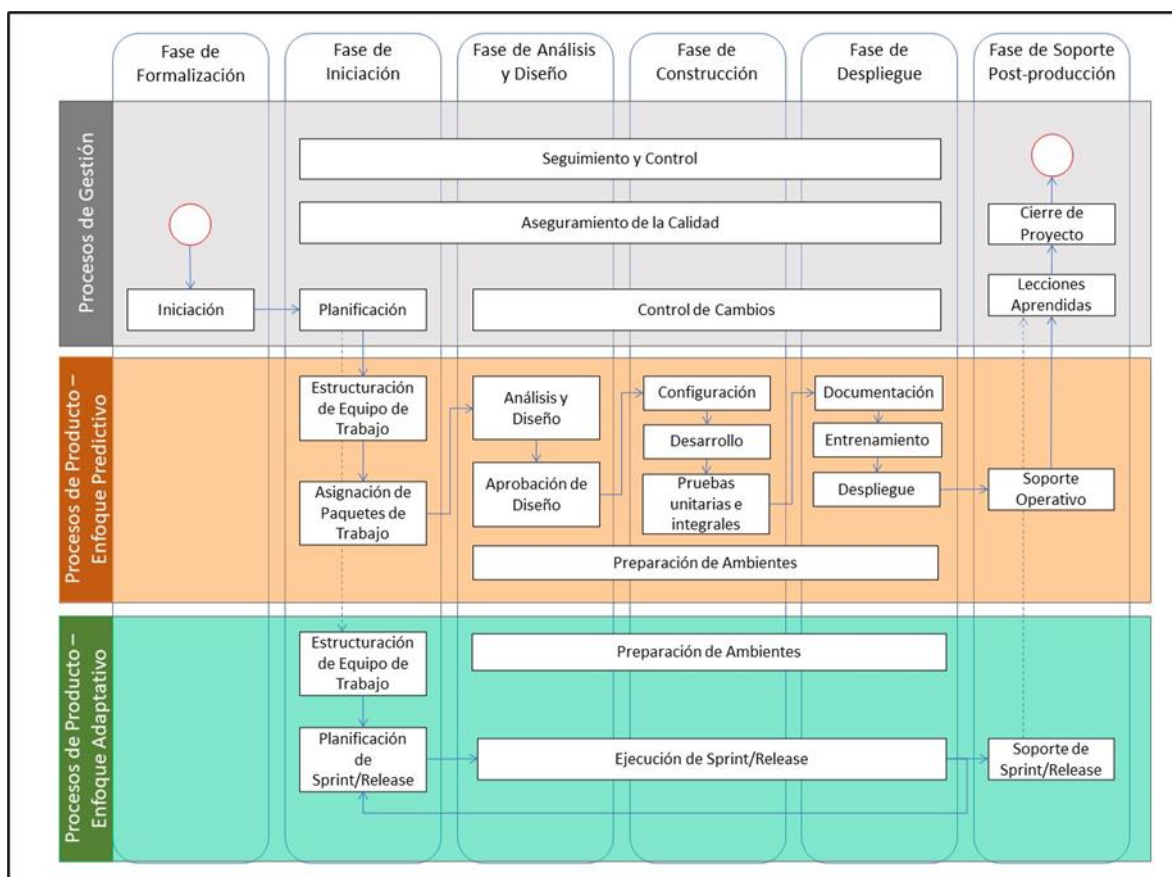 Fase de
Formalización
Fase de
Iniciación
Fase de Análisis
y Diseño
Fase de
Construcción
Fase de
Despliegue
Fase de Soporte
Post-producción
Procesos de Gestión
Seguimiento y Control
Aseguramiento de la Calidad
Cierre de
Proyecto
Iniciación
Planificación
Control de Cambios
Lecciones
Aprendidas
Procesos de Producto –
Enfoque Predictivo
Estructuración
de Equipo de
Trabajo
Asignación de
Paquetes de
Trabajo
Análisis y
Diseño
Aprobación de
Diseño
Configuración
Desarrollo
Pruebas
unitarias e
integrales
Documentación
Entrenamiento
Despliegue
Soporte
Operativo
Preparación de Ambientes
Procesos de Producto –
Enfoque Adaptativo
Estructuración
de Equipo de
Trabajo
Preparación de Ambientes
Planificación
de
Sprint/Release
Ejecución de Sprint/Release
Soporte de
Sprint/Release